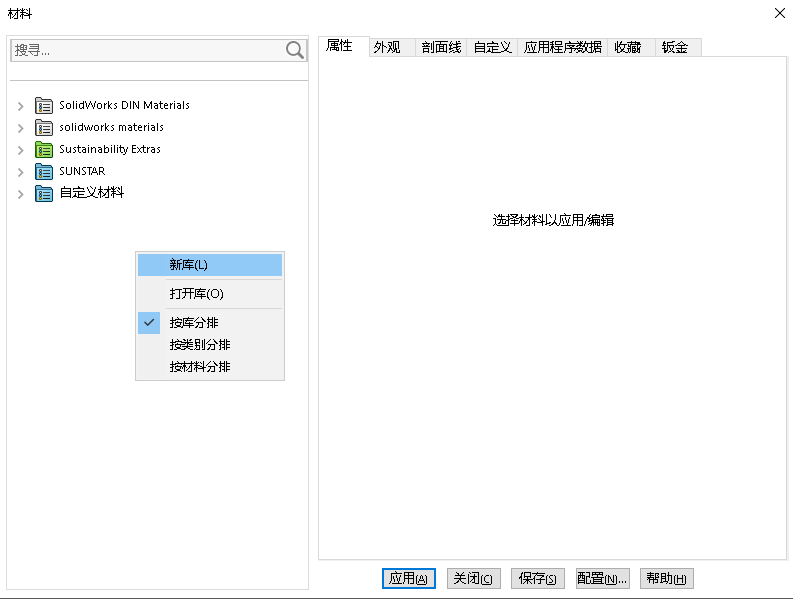 材料
搜寻...
SolidWorks DIN Materials
solidworks materials
Sustainability Extras
SUNSTAR
自定义材料
新库(L)
打开库(O)
按库分排
按类别分排
按材料分排
属性 外观 剖面线 自定义 应用程序数据 收藏 钣金
选择材料以应用/编辑
应用(A) 关闭(C) 保存(S) 配置(N)... 帮助(H)